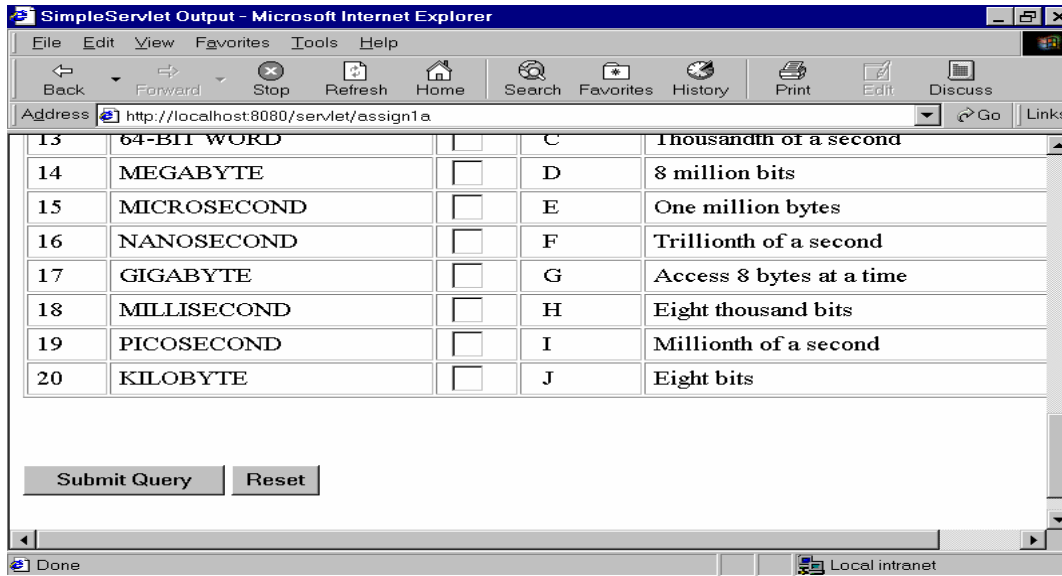 SimpleServlet Output - Microsoft Internet Explorer
File Edit View Favorites Tools Help
Back Forward Stop Refresh Home Search Favorites History Print Edit Discuss
Address http://localhost:8080/servlet/assign1a Go Links
13 64-BIT WORD C Thousandth of a second
14 MEGABYTE D 8 million bits
15 MICROSECOND E One million bytes
16 NANOSECOND F Trillionth of a second
17 GIGABYTE G Access 8 bytes at a time
18 MILLISECOND H Eight thousand bits
19 PICOSECOND I Millionth of a second
20 KILOBYTE J Eight bits
Submit Query Reset
Done Local intranet